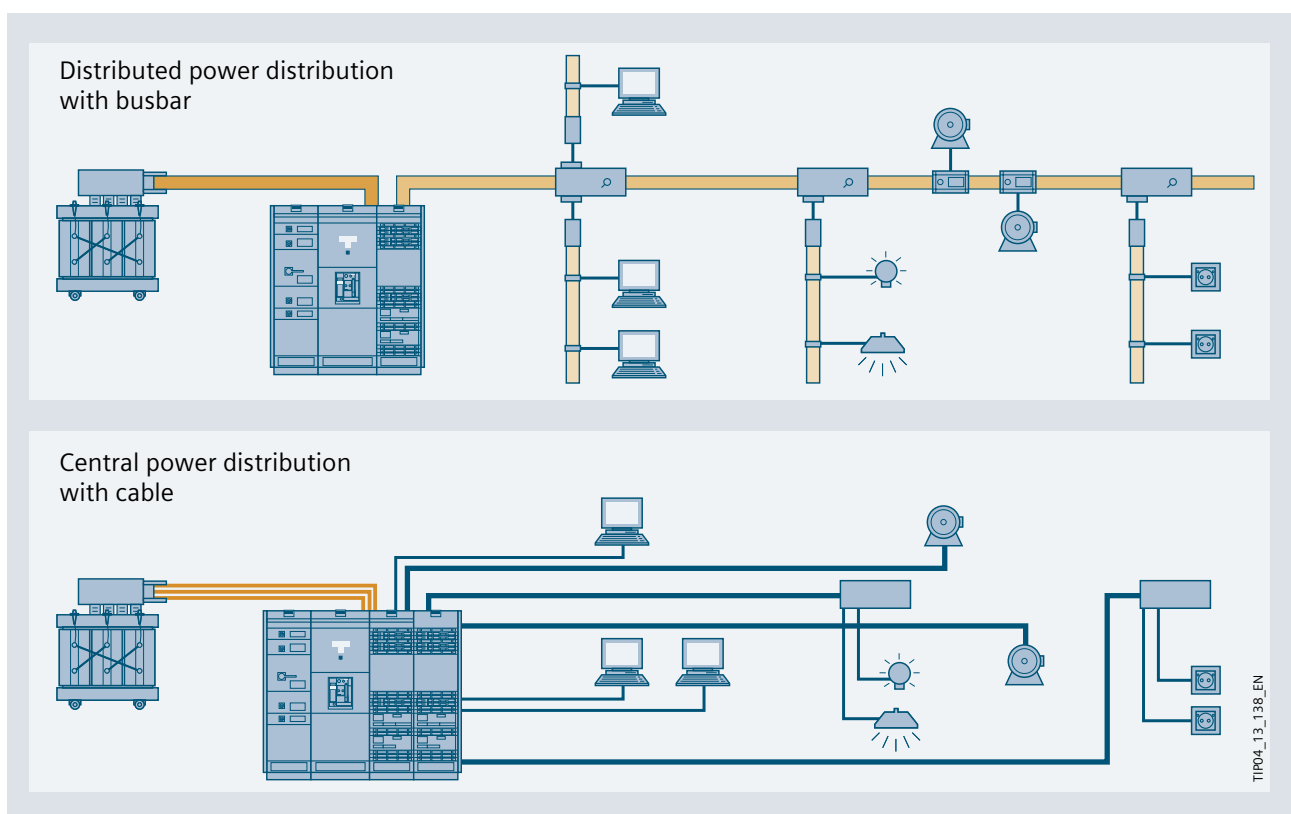 Distributed power distribution
with busbar
Central power distribution
with cable
TIP04_13_138_EN